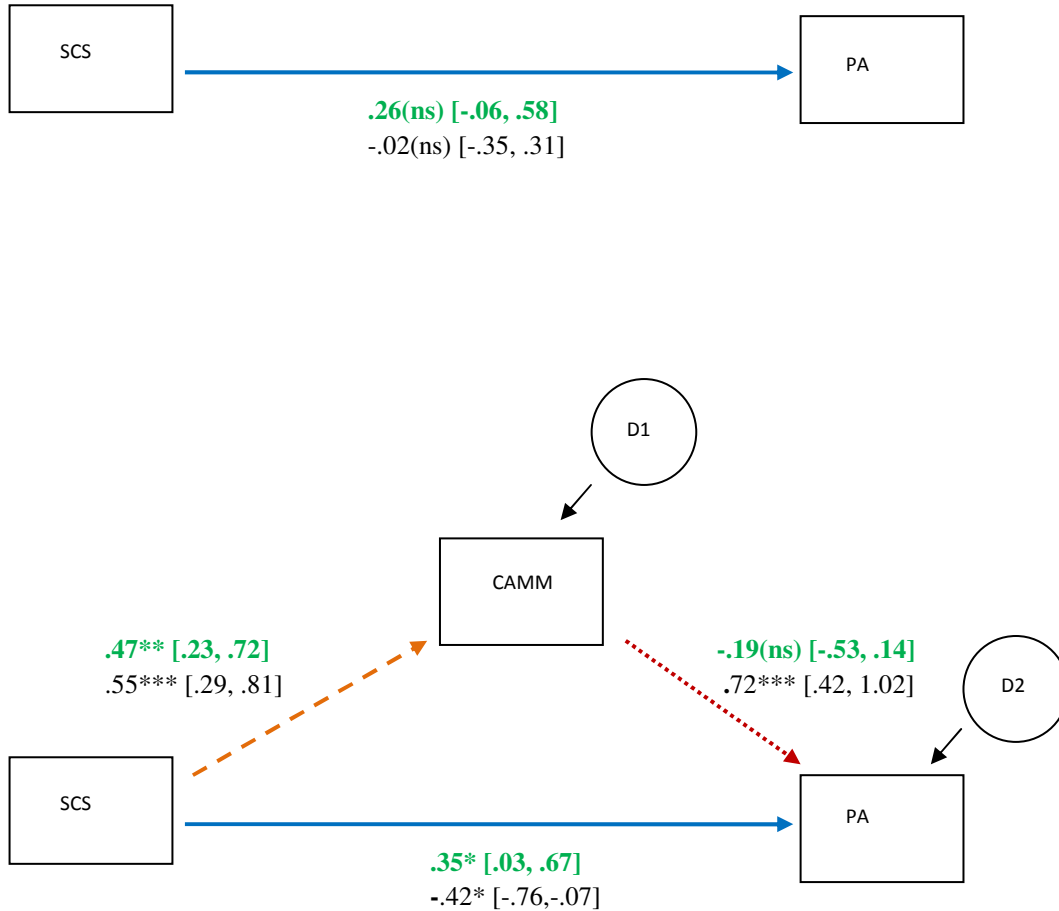 SCS
PA
.26(ns) [-.06, .58]
-.02(ns) [-.35, .31]
D1
CAMM
.47** [.23, .72]
.55*** [.29, .81]
-.19(ns) [-.53, .14]
.72*** [.42, 1.02]
D2
SCS
PA
.35* [.03, .67]
-.42* [-.76,-.07]